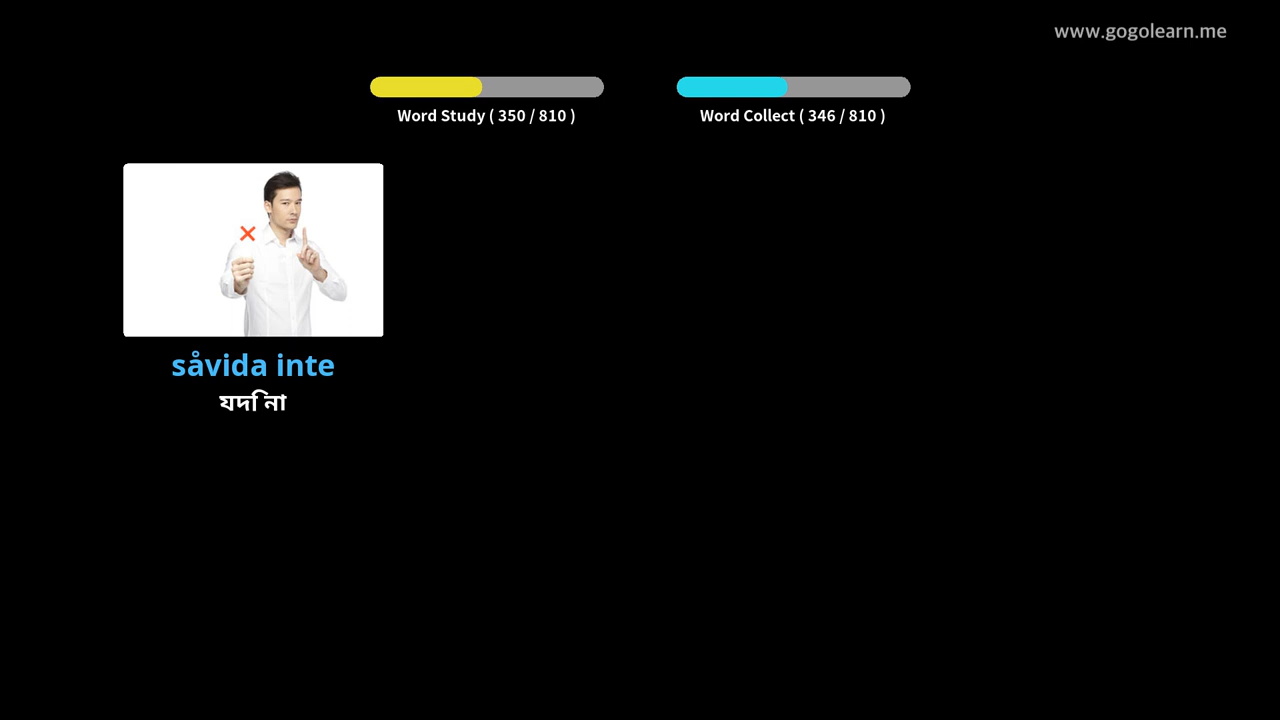 www.gogolearn.me
Word Study ( 350 / 810 )
Word Collect ( 346 / 810 )
såvida inte
যদি না